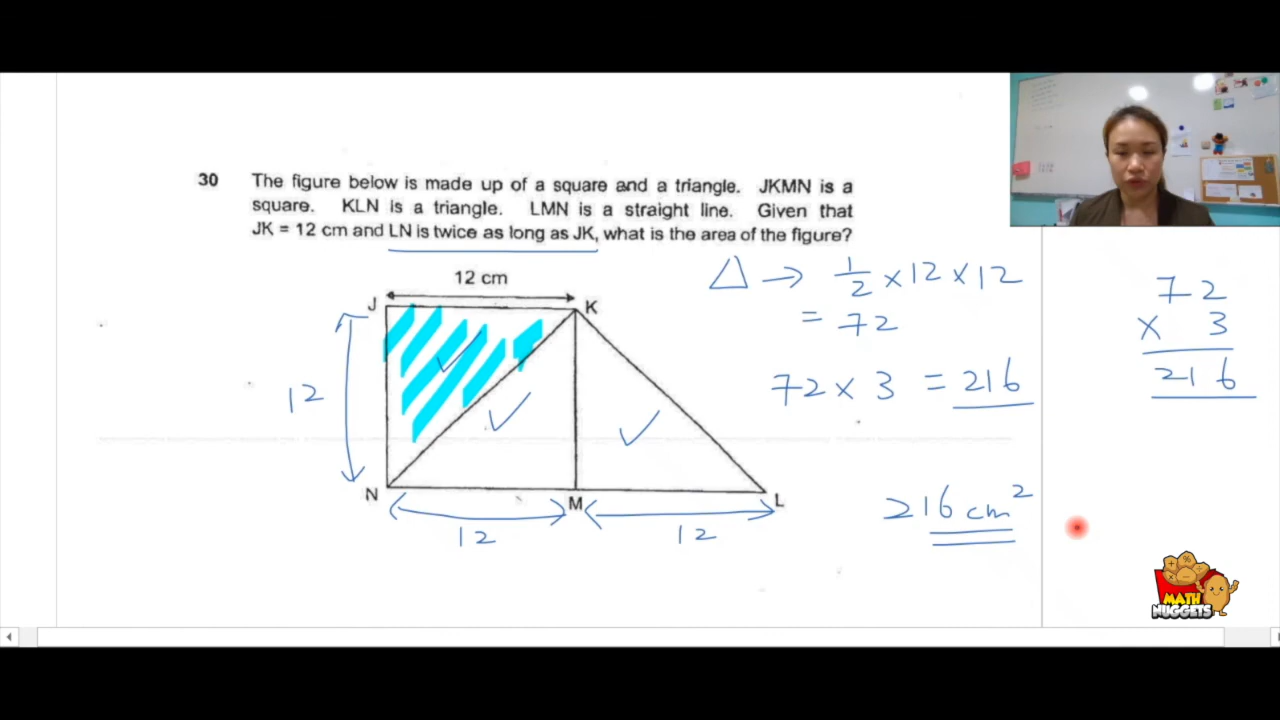 30 The figure below is made up of a square and a triangle. JKMN is a
square. KLN is a triangle. LMN is a straight line. Given that
JK = 12 cm and LN is twice as long as JK, what is the area of the figure?
12 cm
J
K
12
N
M
L
12
12
△ → 1/2 × 12 × 12
= 72
72 × 3 = 216
216 cm²
72
× 3
216
MATH
NUGGETS